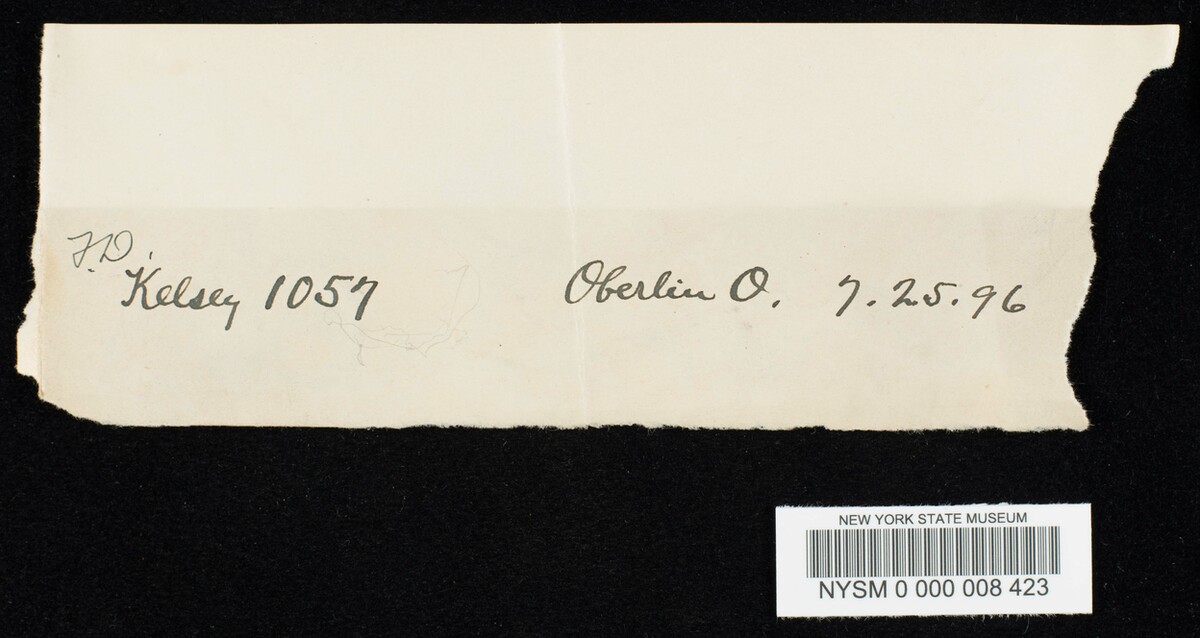 F.D.
Kelsey 1057 Oberlin O. 7.25.96
NEW YORK STATE MUSEUM
NYSM 0 000 008 423